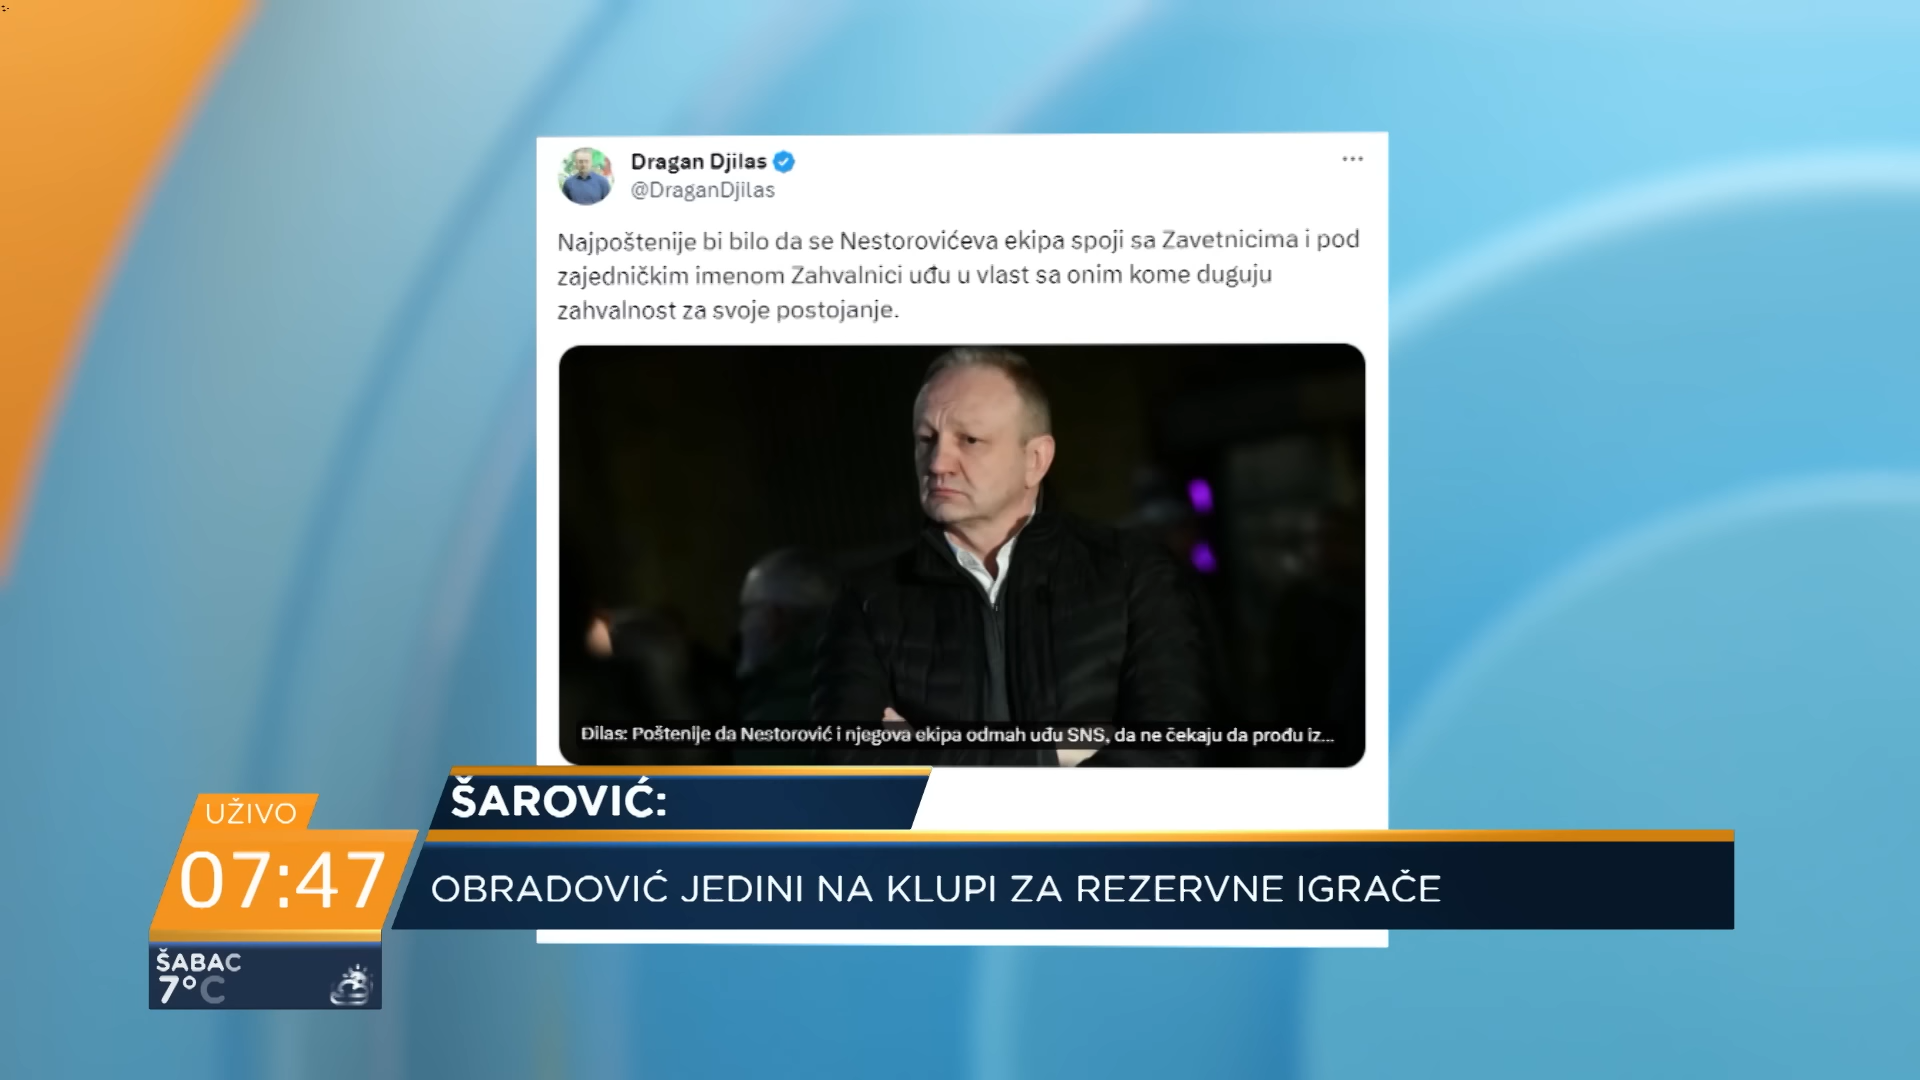 Dragan Djilas
@DraganDjilas
Najpoštenije bi bilo da se Nestorovićeva ekipa spoji sa Zavetnicima i pod
zajedničkim imenom Zahvalnici uđu u vlast sa onim kome duguju
zahvalnost za svoje postojanje.
Đilas: Poštenije da Nestorović i njegova ekipa odmah uđu SNS, da ne čekaju da prođu iz...
ŠAROVIĆ:
UŽIVO
07:47
OBRADOVIĆ JEDINI NA KLUPI ZA REZERVNE IGRAČE
ŠABAC
7°C